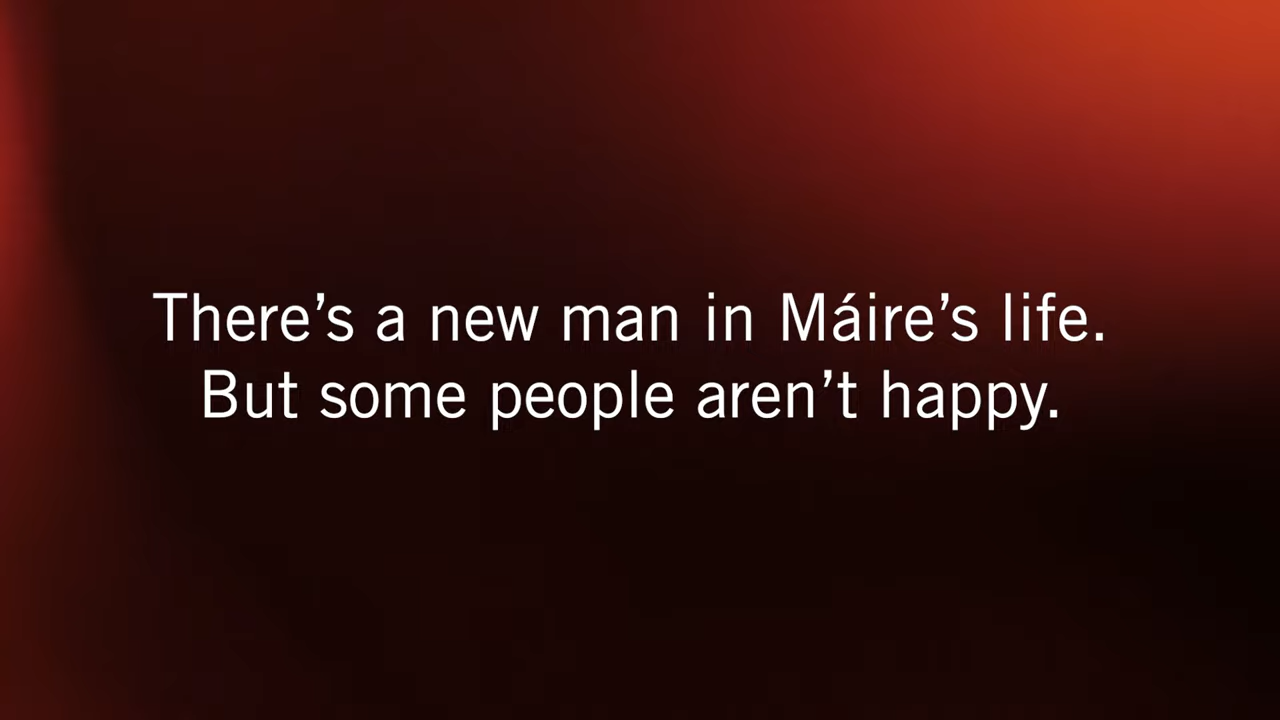 There’s a new man in Máire’s life.
But some people aren’t happy.